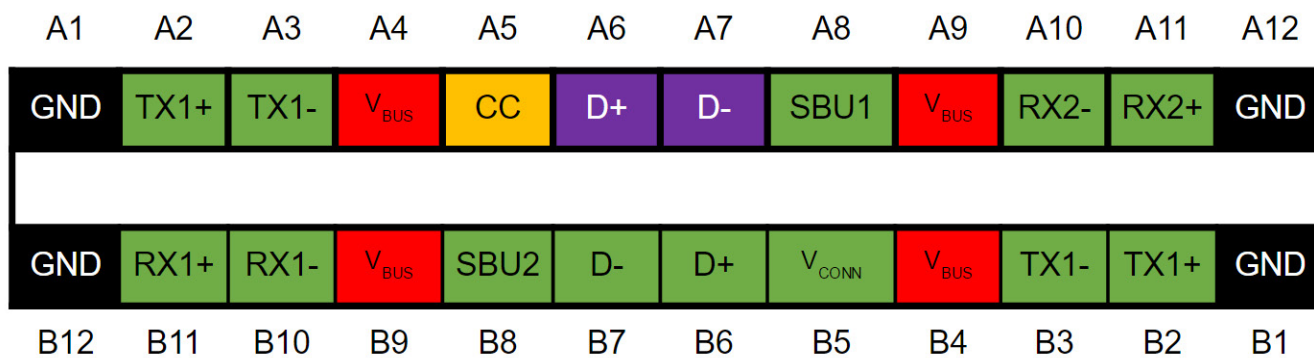 A1 A2 A3 A4 A5 A6 A7 A8 A9 A10 A11 A12
GND TX1+ TX1- VBUS CC D+ D- SBU1 VBUS RX2- RX2+ GND
GND RX1+ RX1- VBUS SBU2 D- D+ VCONN VBUS TX1- TX1+ GND
B12 B11 B10 B9 B8 B7 B6 B5 B4 B3 B2 B1